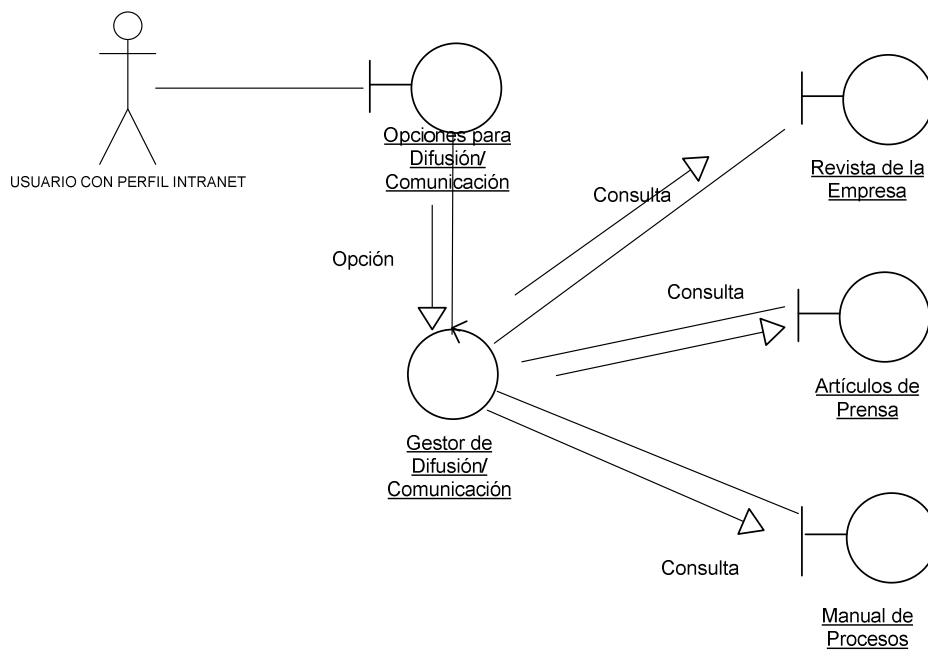 USUARIO CON PERFIL INTRANET
Opciones para
Difusión/
Comunicación
Opción
Gestor de
Difusión/
Comunicación
Consulta
Revista de la
Empresa
Consulta
Artículos de
Prensa
Consulta
Manual de
Procesos